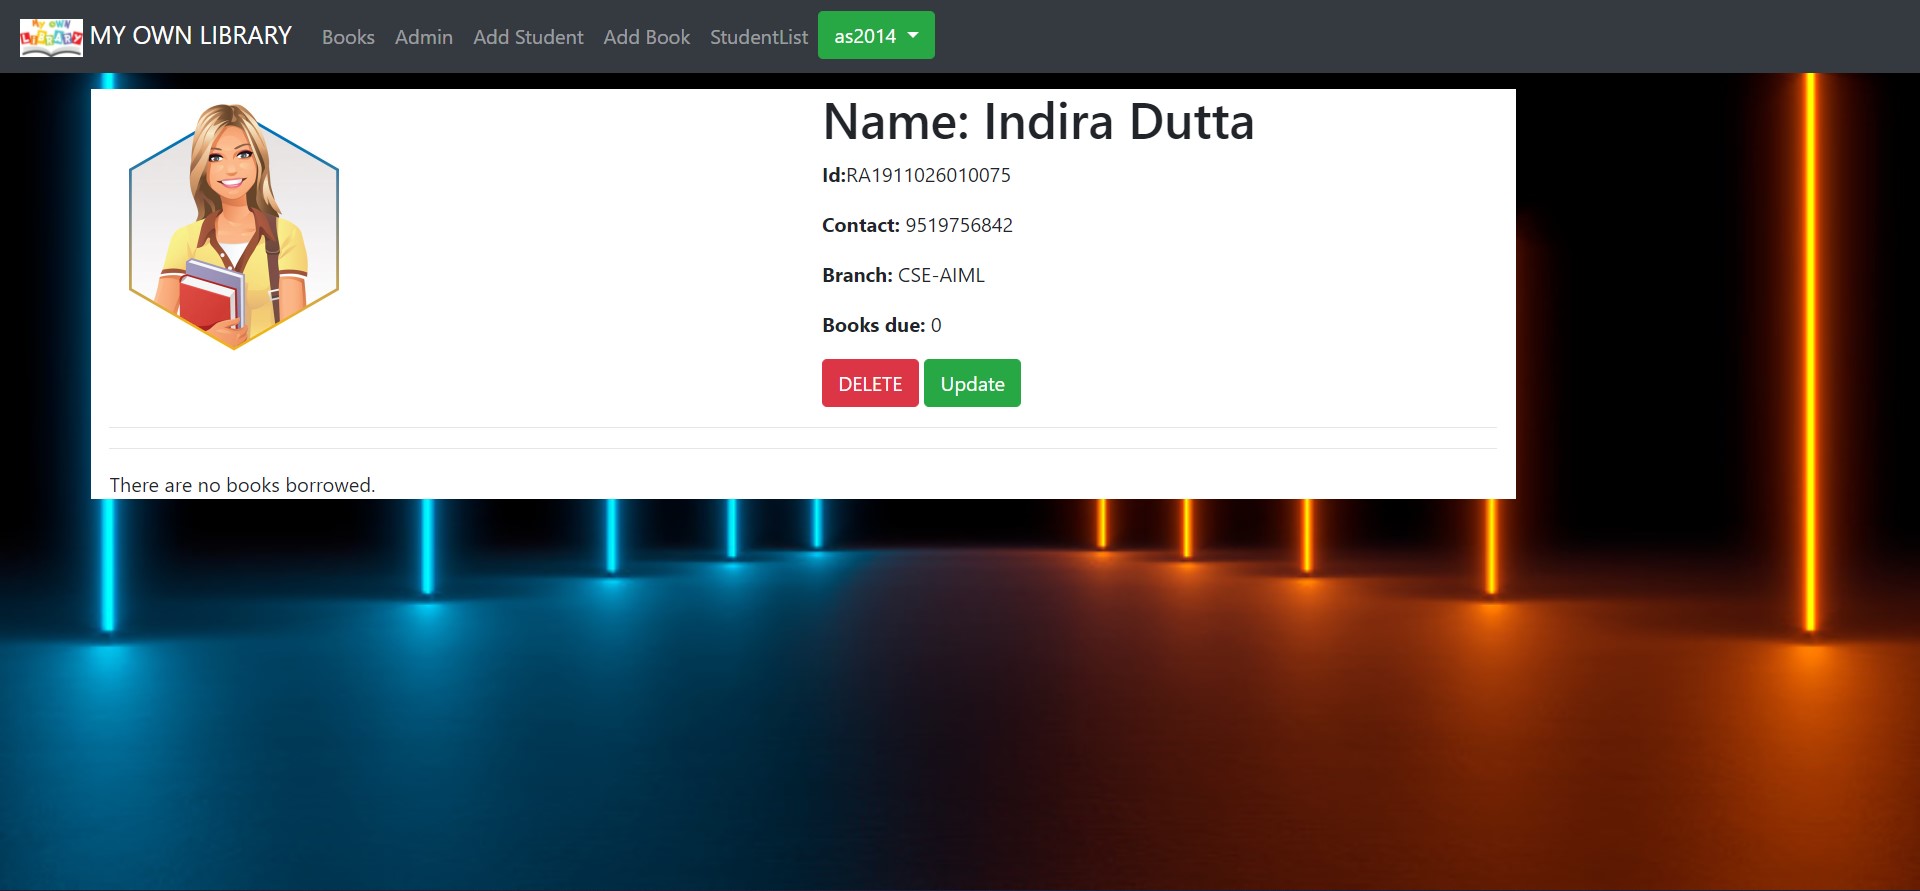 MY OWN
LIBRARY
MY OWN LIBRARY Books Admin Add Student Add Book StudentList as2014
Name: Indira Dutta
Id:RA1911026010075
Contact: 9519756842
Branch: CSE-AIML
Books due: 0
DELETE Update
There are no books borrowed.